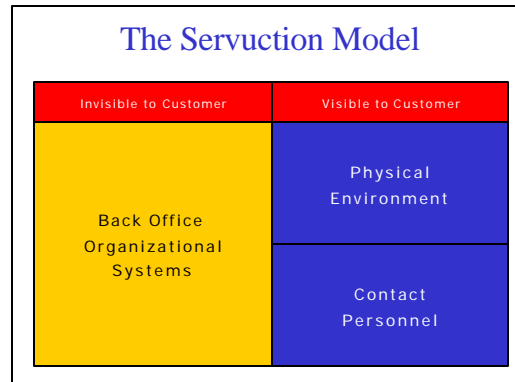 The Servuction Model
Invisible to Customer
Visible to Customer
Back Office
Organizational
Systems
Physical
Environment
Contact
Personnel